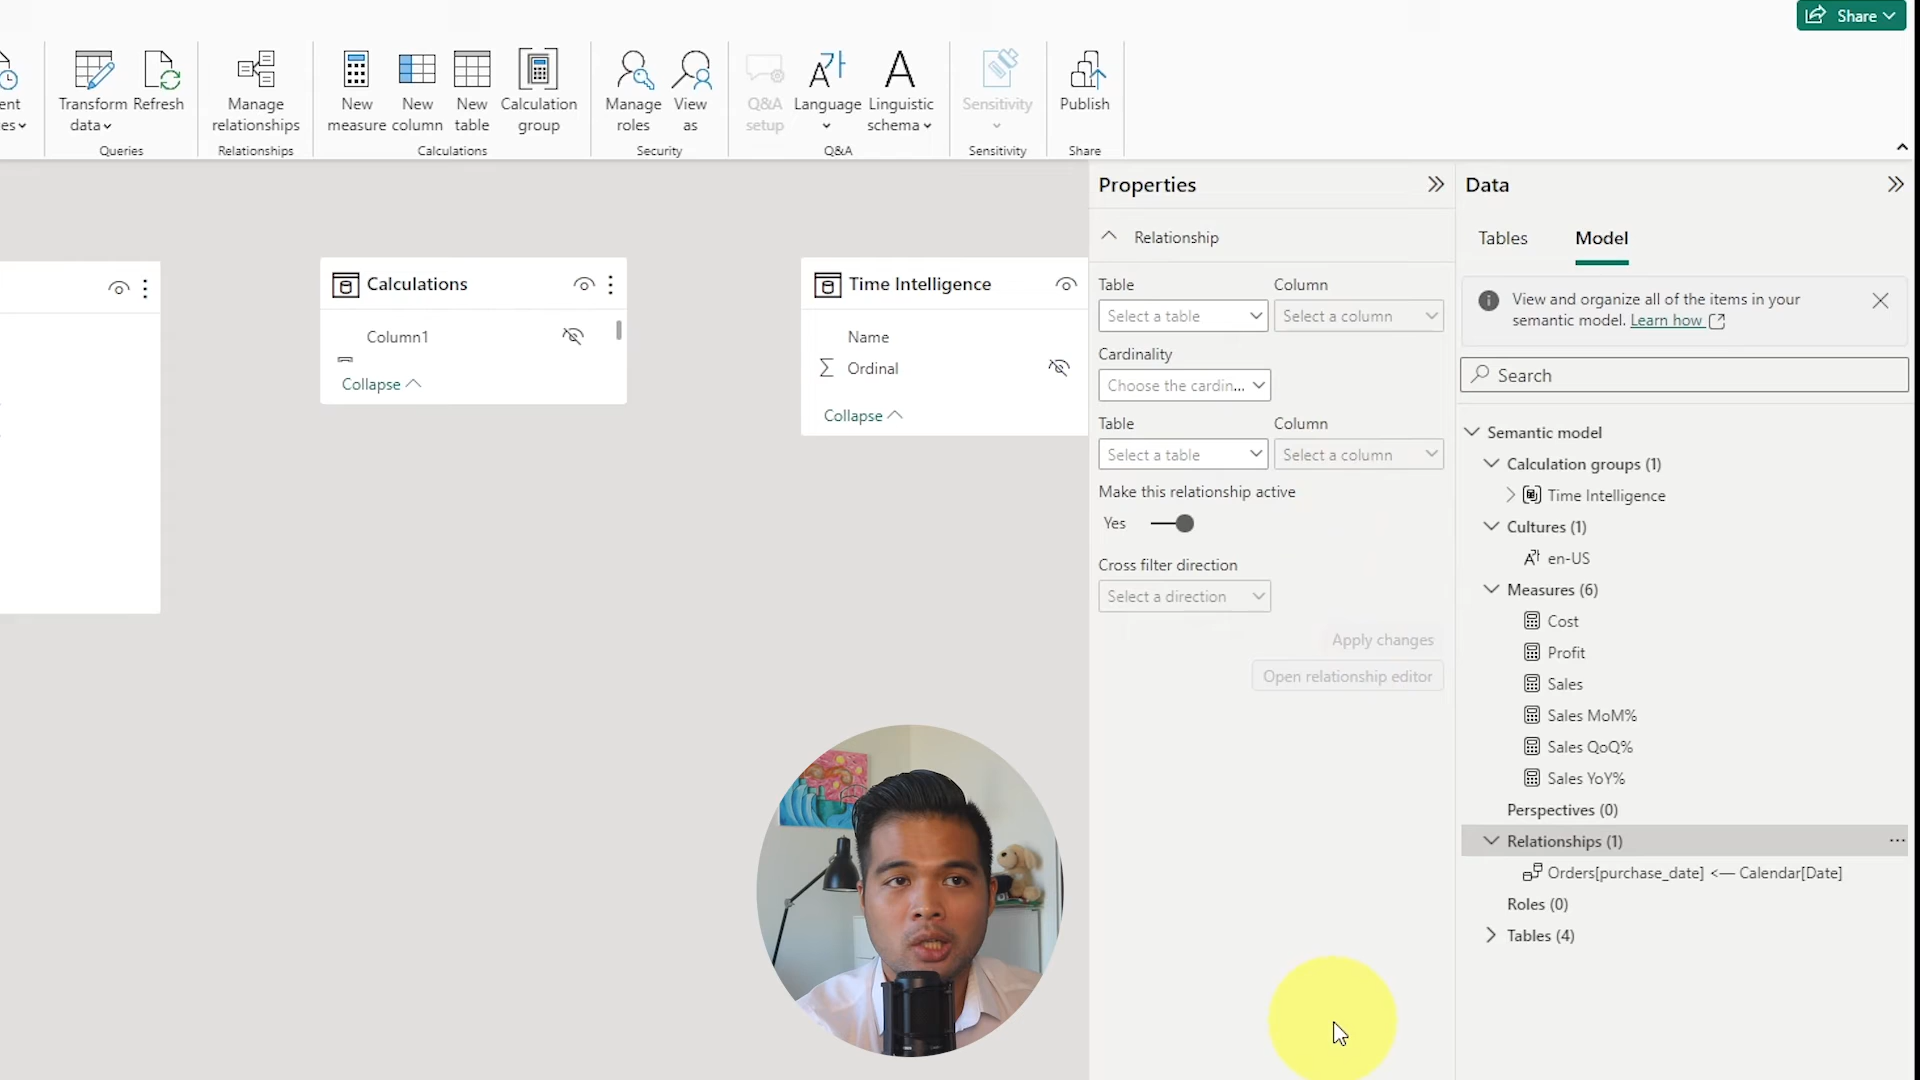 Share
ent
es
Transform
data
Refresh
Queries
Manage
relationships
Relationships
New
measure
New
column
New
table
Calculation
group
Calculations
Manage
roles
View
as
Security
Q&A
setup
Language
Linguistic
schema
Q&A
Sensitivity
Sensitivity
Publish
Share
Calculations
Column1
Collapse
Time Intelligence
Name
Ordinal
Collapse
Properties
Relationship
Table
Column
Select a table
Select a column
Cardinality
Choose the cardin...
Table
Column
Select a table
Select a column
Make this relationship active
Yes
Cross filter direction
Select a direction
Apply changes
Open relationship editor
Data
Tables
Model
View and organize all of the items in your
semantic model. Learn how
Search
Semantic model
Calculation groups (1)
Time Intelligence
Cultures (1)
en-US
Measures (6)
Cost
Profit
Sales
Sales MoM%
Sales QoQ%
Sales YoY%
Perspectives (0)
Relationships (1)
Orders[purchase_date] <— Calendar[Date]
Roles (0)
Tables (4)